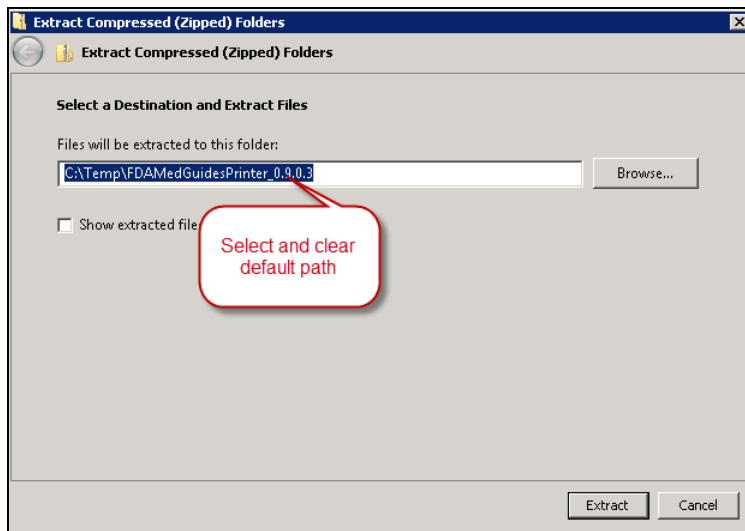 Extract Compressed (Zipped) Folders
Extract Compressed (Zipped) Folders
Select a Destination and Extract Files
Files will be extracted to this folder:
C:\Temp\FDAMedGuidesPrinter_0.9.0.3
Browse...
Show extracted file
Select and clear
default path
Extract
Cancel